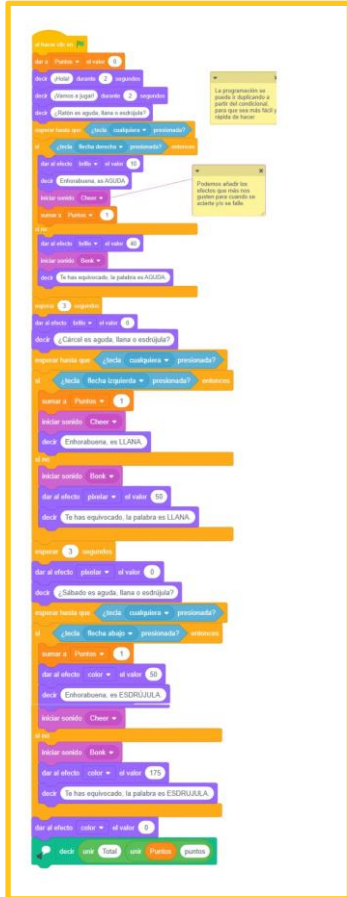 al hacer clic en
dar a Puntos el valor 0
decir ¡Hola! durante 2 segundos
decir ¡Vamos a jugar! durante 2 segundos
decir ¿Ratón es aguda, llana o esdrújula?
esperar hasta que ¿tecla cualquiera presionada?
si ¿tecla flecha derecha presionada? entonces
dar al efecto brillo el valor 10
decir Enhorabuena, es AGUDA
iniciar sonido Cheer
sumar a Puntos 1
si no
dar al efecto brillo el valor 40
iniciar sonido Bonk
decir Te has equivocado, la palabra es AGUDA.
esperar 3 segundos
dar al efecto brillo el valor 0
decir ¿Cárcel es aguda, llana o esdrújula?
esperar hasta que ¿tecla cualquiera presionada?
si ¿tecla flecha izquierda presionada? entonces
sumar a Puntos 1
iniciar sonido Cheer
decir Enhorabuena, es LLANA.
si no
iniciar sonido Bonk
dar al efecto pixelar el valor 50
decir Te has equivocado, la palabra es LLANA.
esperar 3 segundos
dar al efecto pixelar el valor 0
decir ¿Sábado es aguda, llana o esdrújula?
esperar hasta que ¿tecla cualquiera presionada?
si ¿tecla flecha abajo presionada? entonces
sumar a Puntos 1
dar al efecto color el valor 50
decir Enhorabuena, es ESDRÚJULA.
iniciar sonido Cheer
si no
iniciar sonido Bonk
dar al efecto color el valor 175
decir Te has equivocado, la palabra es ESDRUJULA.
dar al efecto color el valor 0
decir unir Total unir Puntos puntos
La programación se
puede ir duplicando a
partir del condicional
para que sea más fácil y
rápida de hacer
Podemos añadir los
efectos que más nos
gusten para cuando se
acierte y/o se falle.